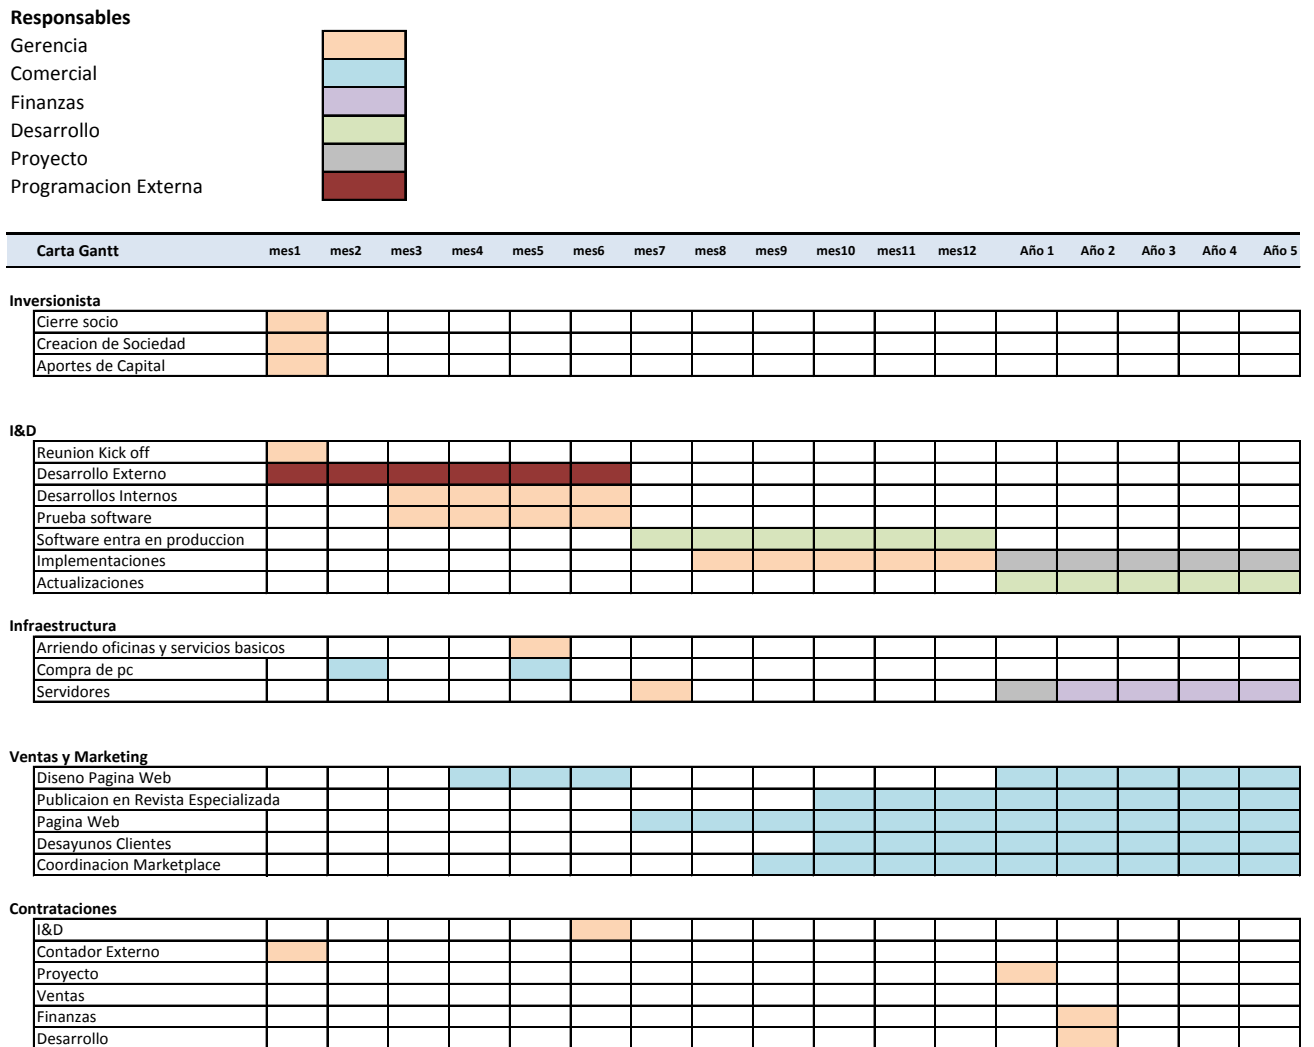 Responsables
Gerencia
Comercial
Finanzas
Desarrollo
Proyecto
Programacion Externa
Carta Gantt mes1 mes2 mes3 mes4 mes5 mes6 mes7 mes8 mes9 mes10 mes11 mes12 Año 1 Año 2 Año 3 Año 4 Año 5
Inversionista
Cierre socio
Creacion de Sociedad
Aportes de Capital
I&D
Reunion Kick off
Desarrollo Externo
Desarrollos Internos
Prueba software
Software entra en produccion
Implementaciones
Actualizaciones
Infraestructura
Arriendo oficinas y servicios basicos
Compra de pc
Servidores
Ventas y Marketing
Diseno Pagina Web
Publicaion en Revista Especializada
Pagina Web
Desayunos Clientes
Coordinacion Marketplace
Contrataciones
I&D
Contador Externo
Proyecto
Ventas
Finanzas
Desarrollo